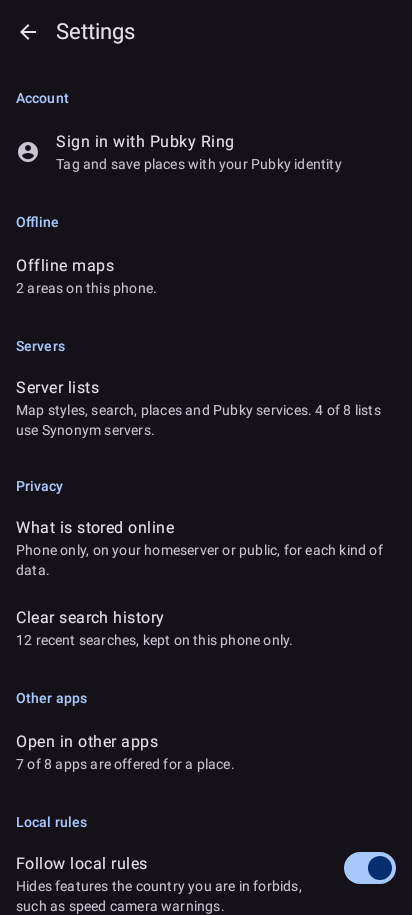 Settings
Account
Sign in with Pubky Ring
Tag and save places with your Pubky identity
Offline
Offline maps
2 areas on this phone.
Servers
Server lists
Map styles, search, places and Pubky services. 4 of 8 lists
use Synonym servers.
Privacy
What is stored online
Phone only, on your homeserver or public, for each kind of
data.
Clear search history
12 recent searches, kept on this phone only.
Other apps
Open in other apps
7 of 8 apps are offered for a place.
Local rules
Follow local rules
Hides features the country you are in forbids,
such as speed camera warnings.